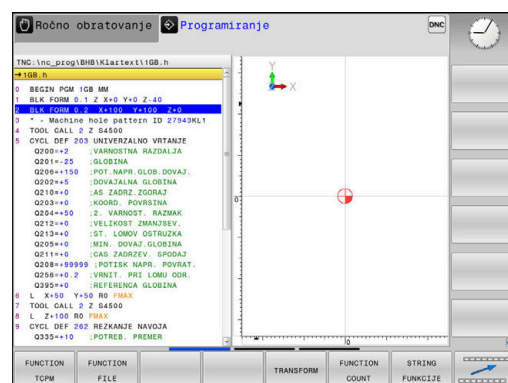 Ročno obratovanje
Programiranje
DNC
TNC:\nc_prog\BHB\Klartext\1GB.h
→1GB.h
0 BEGIN PGM 1GB MM
1 BLK FORM 0.1 Z X+0 Y+0 Z-40
2 BLK FORM 0.2 X+100 Y+100 Z+0
3 * - Machine hole pattern ID 27943KL1
4 TOOL CALL 2 Z S4500
5 CYCL DEF 203 UNIVERZALNO VRTANJE
Q200=+2 ;VARNOSTNA RAZDALJA
Q201=-25 ;GLOBINA
Q206=+150 ;POT.NAPR.GLOB.DOVAJ.
Q202=+5 ;DOVAJALNA GLOBINA
Q210=+0 ;AS ZADRZ.ZGORAJ
Q203=+0 ;KOORD. POVRSINA
Q204=+50 ;2. VARNOST. RAZMAK
Q212=+0 ;VELIKOST ZMANJSEV.
Q213=+0 ;ST. LOMOV OSTRUZKA
Q205=+0 ;MIN. DOVAJ.GLOBINA
Q211=+0 ;CAS ZADRZEV. SPODAJ
Q208=+99999 ;POTISK NAPR. POVRAT.
Q256=+0.2 ;VRNIT. PRI LOMU ODR.
Q395=+0 ;REFERENCA GLOBINA
6 L X+50 Y+50 R0 FMAX
7 TOOL CALL 2 Z S4500
8 L Z+100 R0 FMAX
9 CYCL DEF 262 REZKANJE NAVOJA
Q335=+10 ;POTREB. PREMER
Y
X
0
0
FUNCTION
TCPM
FUNCTION
FILE
TRANSFORM
FUNCTION
COUNT
STRING
FUNKCIJE